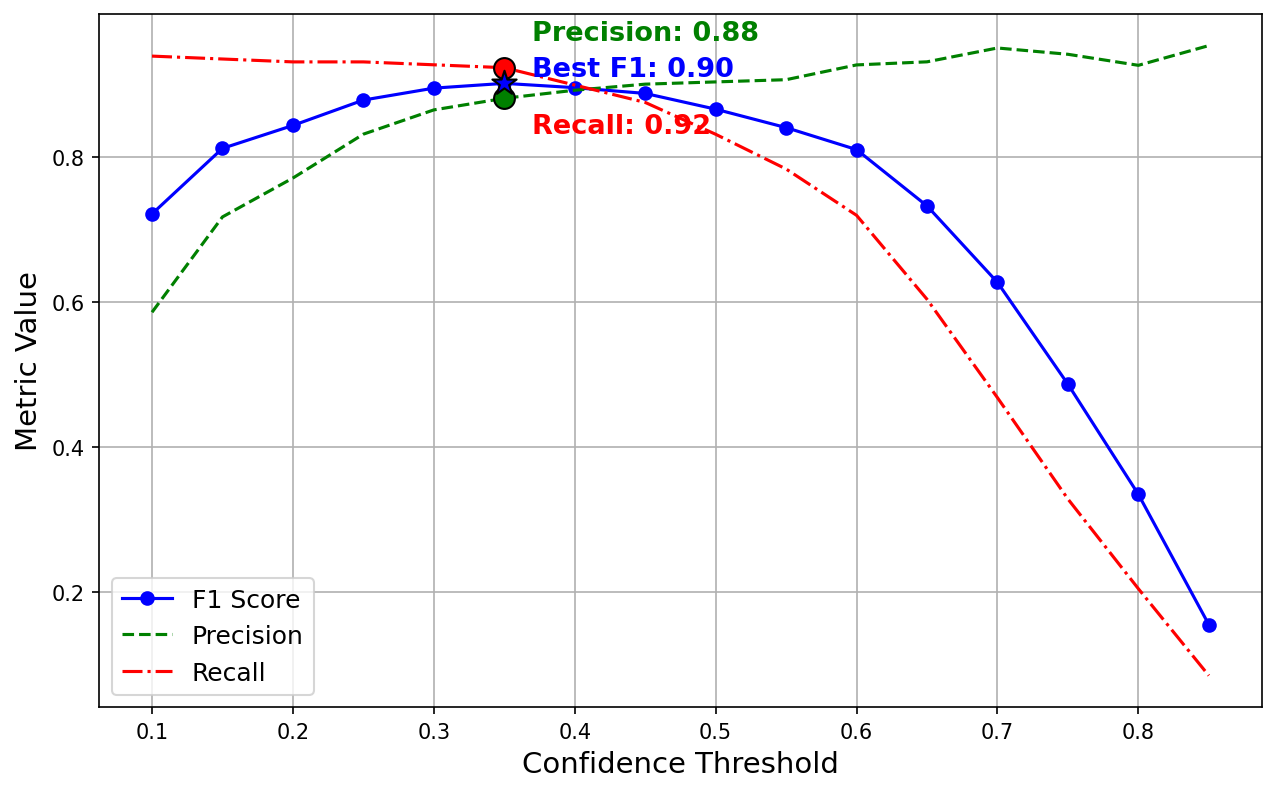 Precision: 0.88
Best F1: 0.90
Recall: 0.92
Metric Value
0.8
0.6
0.4
0.2
F1 Score
Precision
Recall
0.1 0.2 0.3 0.4 0.5 0.6 0.7 0.8
Confidence Threshold